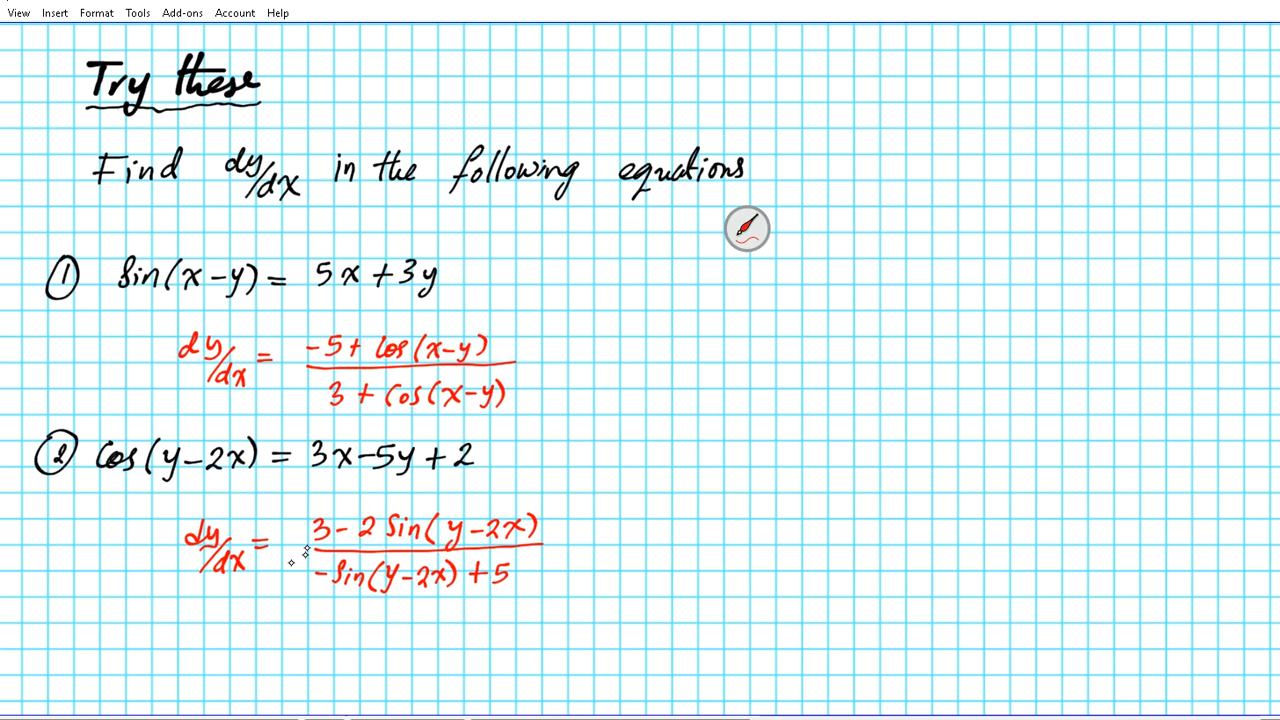 View Insert Format Tools Add-ons Account Help
Try these
Find dy/dx in the following equations
① sin(x-y) = 5x+3y
dy/dx = -5+cos(x-y) / 3+cos(x-y)
② cos(y-2x) = 3x-5y+2
dy/dx = 3-2 sin(y-2x) / -sin(y-2x)+5